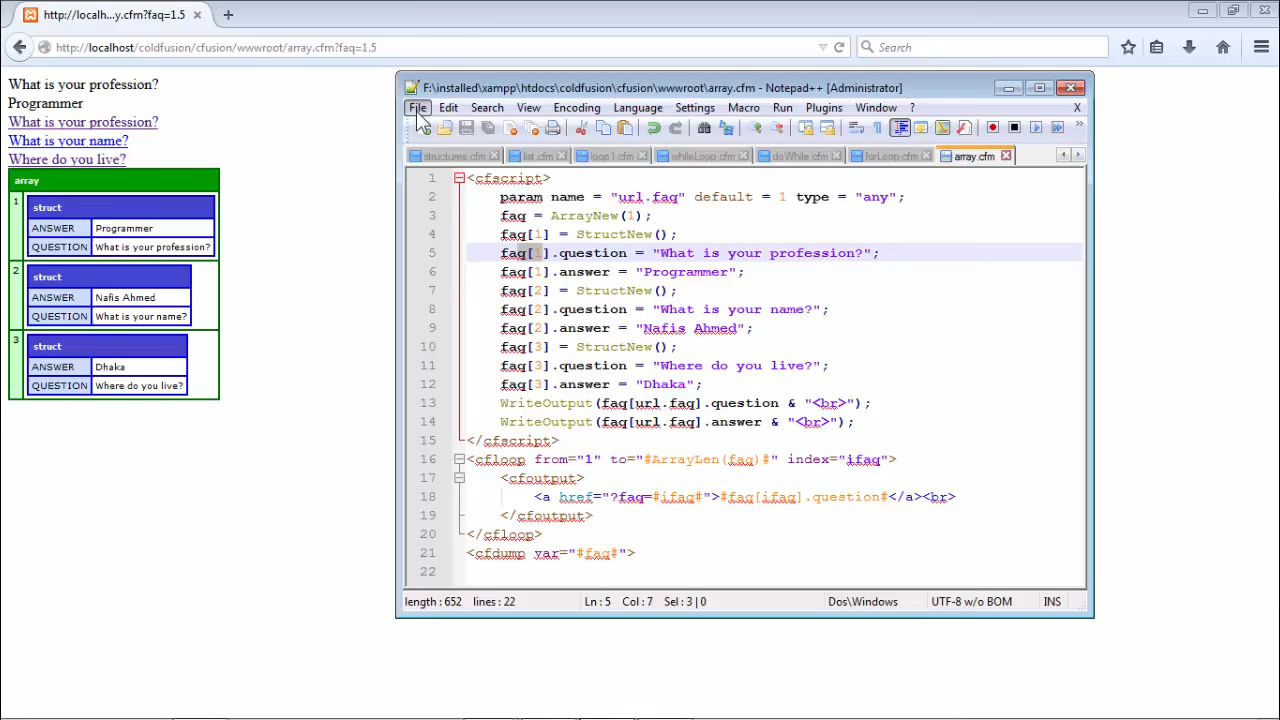 http://localh...y.cfm?faq=1.5
http://localhost/coldfusion/cfusion/wwwroot/array.cfm?faq=1.5
Search
What is your profession?
Programmer
What is your profession?
What is your name?
Where do you live?
array
1
struct
ANSWER Programmer
QUESTION What is your profession?
2
struct
ANSWER Nafis Ahmed
QUESTION What is your name?
3
struct
ANSWER Dhaka
QUESTION Where do you live?
F:\installed\xampp\htdocs\coldfusion\cfusion\wwwroot\array.cfm - Notepad++ [Administrator]
File Edit Search View Encoding Language Settings Macro Run Plugins Window ? X
structures.cfm list.cfm loop1.cfm whileLoop.cfm doWhile.cfm forLoop.cfm array.cfm
1 <cfscript>
2 param name = "url.faq" default = 1 type = "any";
3 faq = ArrayNew(1);
4 faq[1] = StructNew();
5 faq[1].question = "What is your profession?";
6 faq[1].answer = "Programmer";
7 faq[2] = StructNew();
8 faq[2].question = "What is your name?";
9 faq[2].answer = "Nafis Ahmed";
10 faq[3] = StructNew();
11 faq[3].question = "Where do you live?";
12 faq[3].answer = "Dhaka";
13 WriteOutput(faq[url.faq].question & "<br>");
14 WriteOutput(faq[url.faq].answer & "<br>");
15 </cfscript>
16 <cfloop from="1" to="#ArrayLen(faq)#" index="ifaq">
17 <cfoutput>
18 <a href="?faq=#ifaq#">#faq[ifaq].question#</a><br>
19 </cfoutput>
20 </cfloop>
21 <cfdump var="#faq#">
22
length : 652 lines : 22 Ln : 5 Col : 7 Sel : 3 | 0 Dos\Windows UTF-8 w/o BOM INS